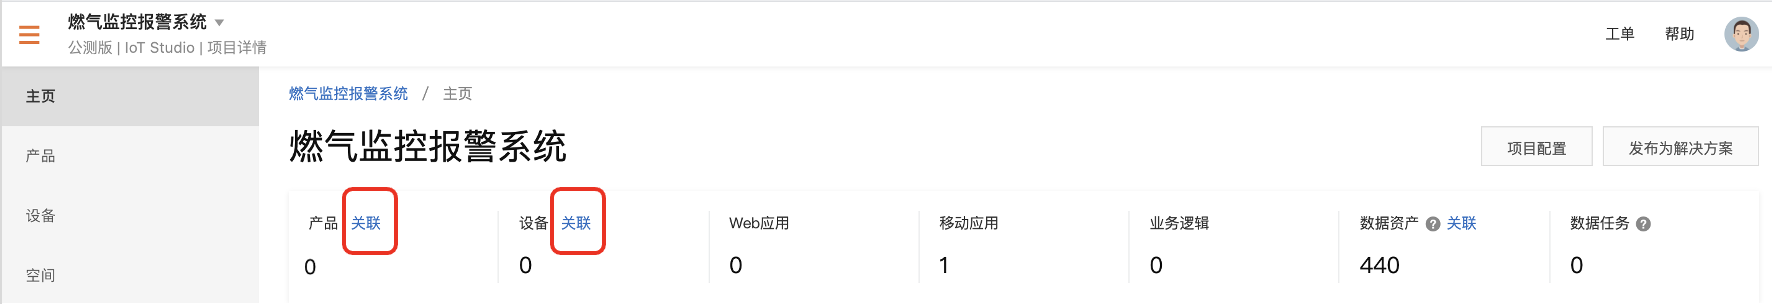 燃气监控报警系统
公测版 | IoT Studio | 项目详情
工单 帮助
主页
产品
设备
空间
燃气监控报警系统 / 主页
燃气监控报警系统
项目配置 发布为解决方案
产品 关联 设备 关联 Web应用 移动应用 业务逻辑 数据资产 ? 关联 数据任务 ?
0 0 0 1 0 440 0